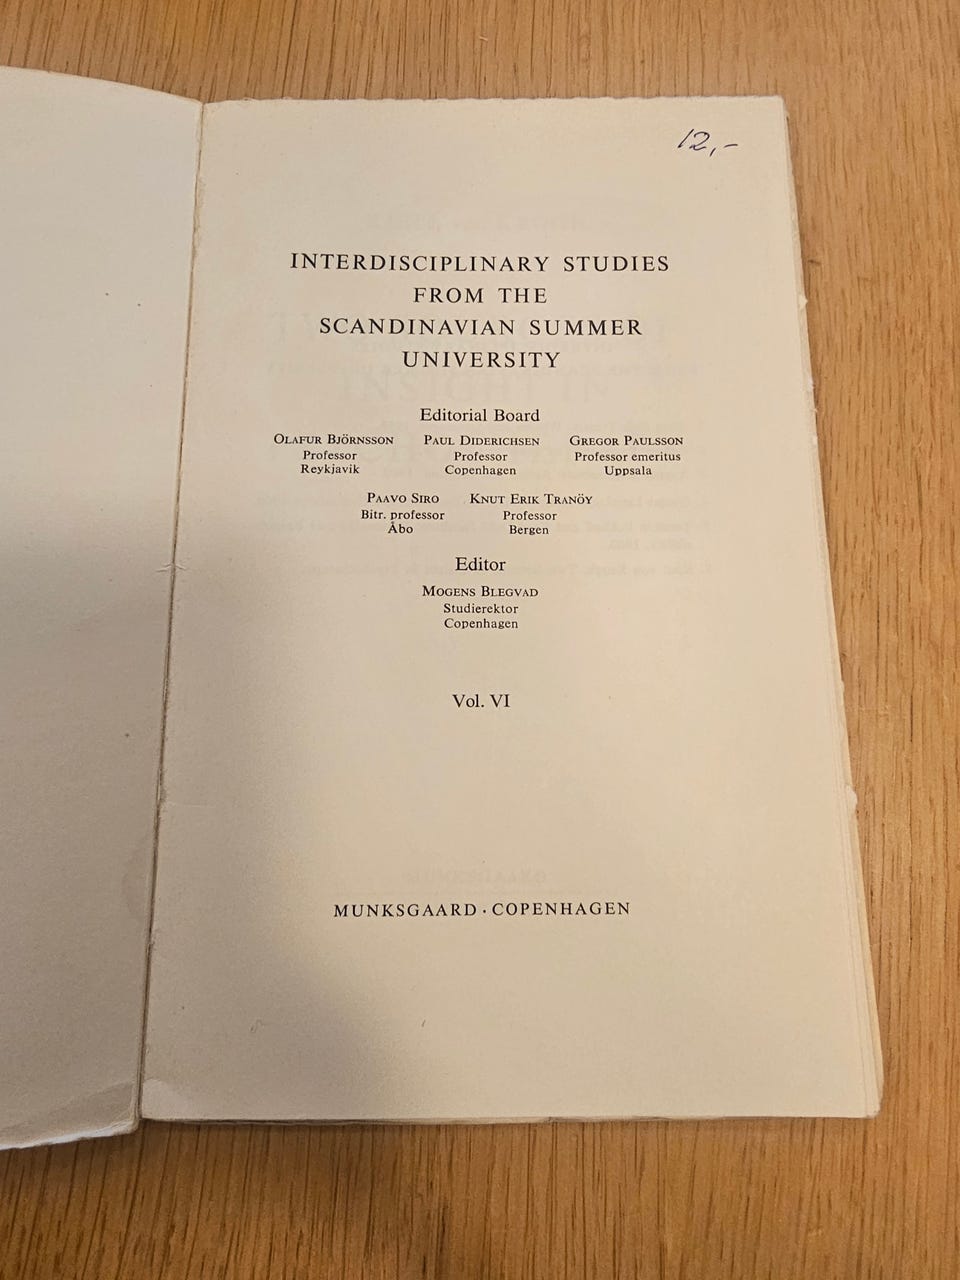 12,-
INTERDISCIPLINARY STUDIES
FROM THE
SCANDINAVIAN SUMMER
UNIVERSITY
Editorial Board
OLAFUR BJÖRNSSON PAUL DIDERICHSEN GREGOR PAULSSON
Professor Professor Professor emeritus
Reykjavik Copenhagen Uppsala
PAAVO SIRO KNUT ERIK TRANÖY
Bitr. professor Professor
Åbo Bergen
Editor
MOGENS BLEGVAD
Studierektor
Copenhagen
Vol. VI
MUNKSGAARD · COPENHAGEN